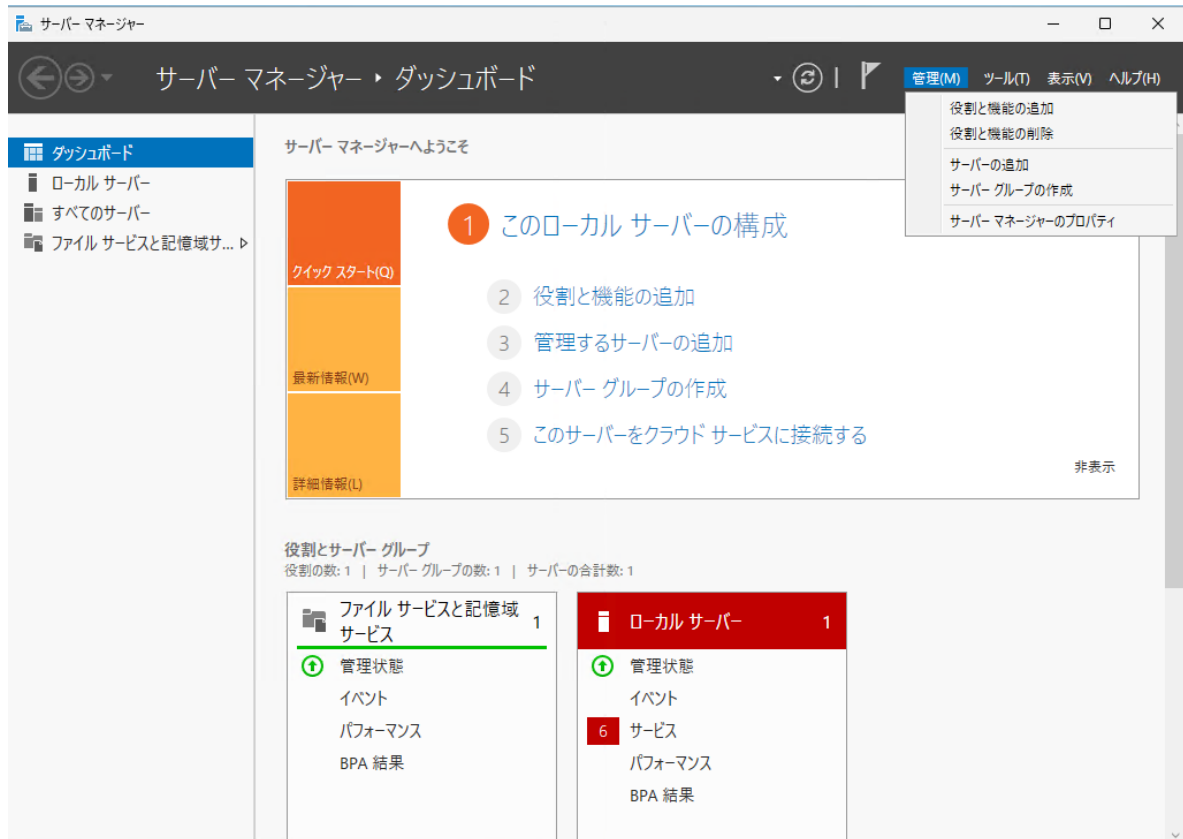 サーバー マネージャー
サーバー マネージャー ・ ダッシュボード
管理(M) ツール(T) 表示(V) ヘルプ(H)
役割と機能の追加
役割と機能の削除
サーバーの追加
サーバー グループの作成
サーバー マネージャーのプロパティ
ダッシュボード
ローカル サーバー
すべてのサーバー
ファイル サービスと記憶域サ...
サーバー マネージャーへようこそ
クイック スタート(Q)
最新情報(W)
詳細情報(L)
1 このローカル サーバーの構成
2 役割と機能の追加
3 管理するサーバーの追加
4 サーバー グループの作成
5 このサーバーをクラウド サービスに接続する
非表示
役割とサーバー グループ
役割の数: 1 | サーバー グループの数: 1 | サーバーの合計数: 1
ファイル サービスと記憶域
サービス 1
管理状態
イベント
パフォーマンス
BPA 結果
ローカル サーバー 1
管理状態
イベント
6 サービス
パフォーマンス
BPA 結果